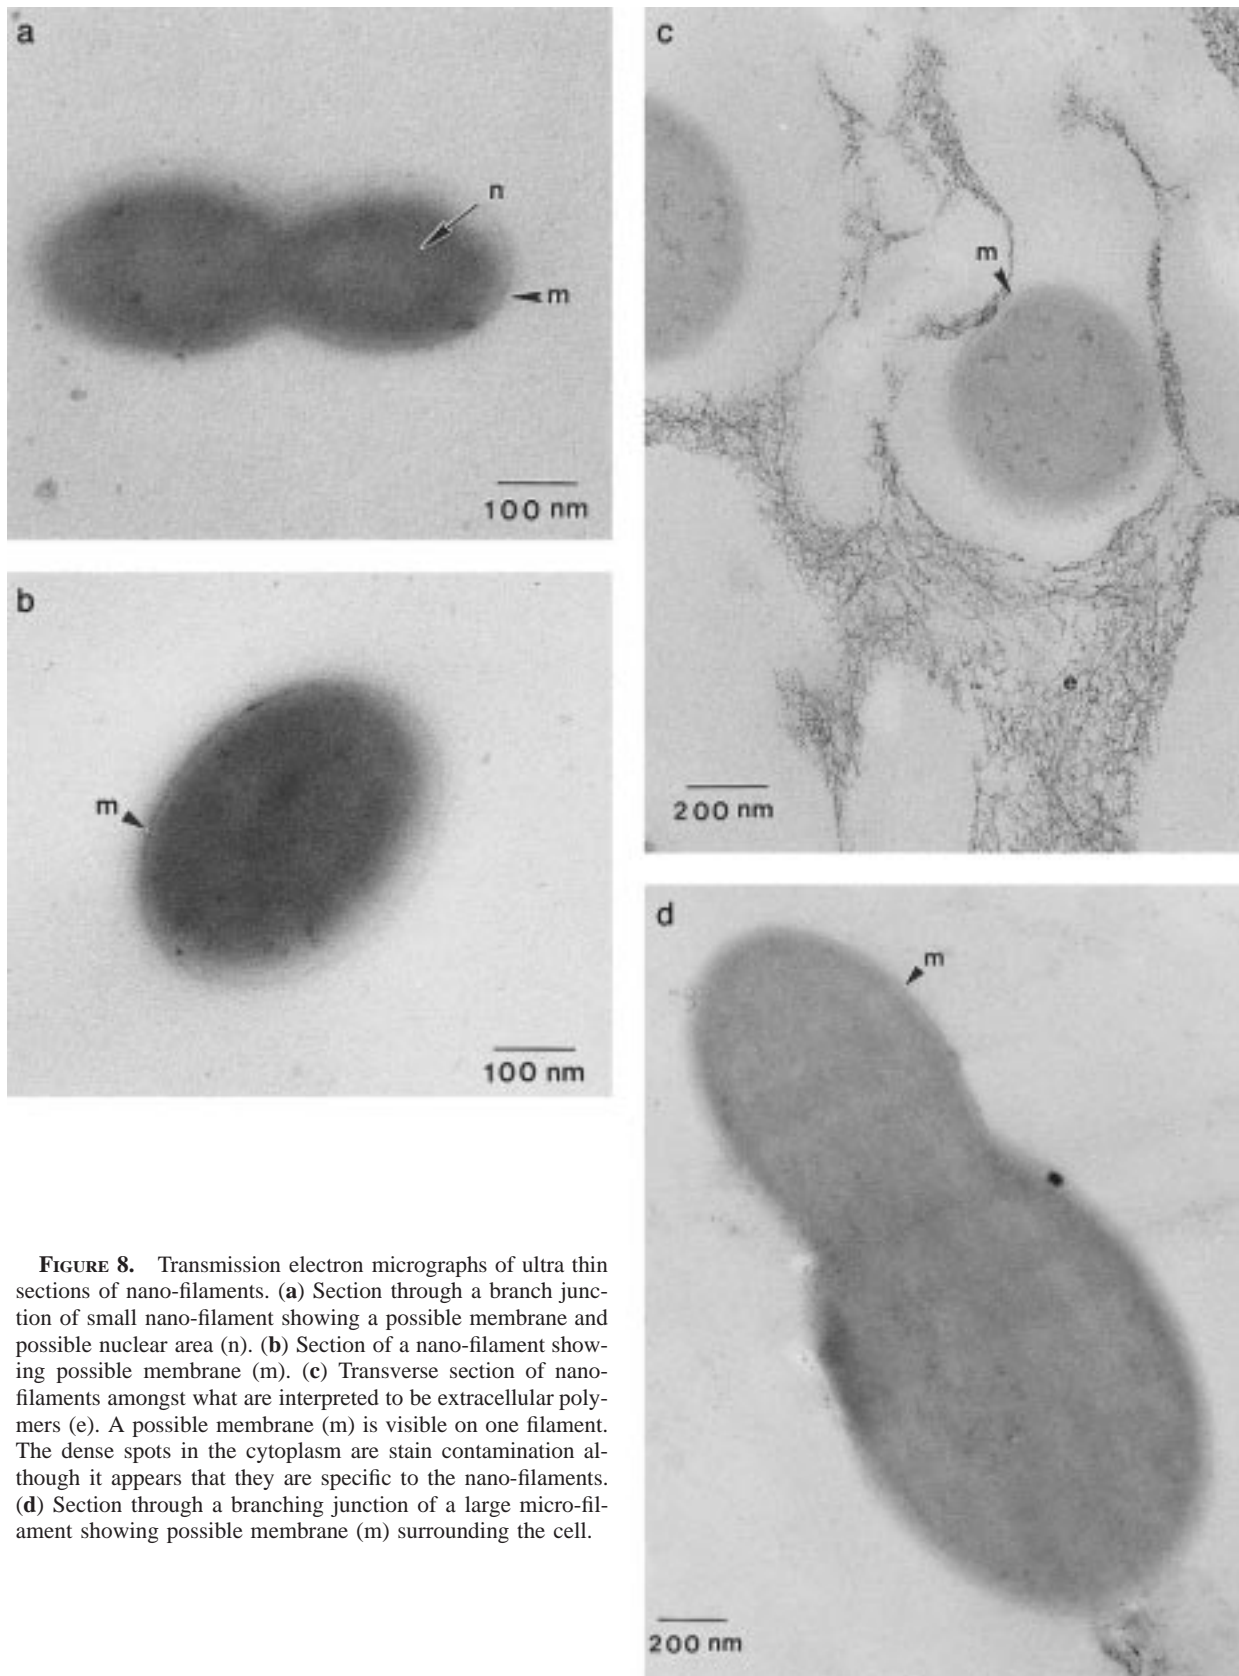 a
n
m
100 nm
b
m
100 nm
c
m
e
200 nm
d
m
200 nm
FIGURE 8. Transmission electron micrographs of ultra thin
sections of nano-filaments. (a) Section through a branch junc-
tion of small nano-filament showing a possible membrane and
possible nuclear area (n). (b) Section of a nano-filament show-
ing possible membrane (m). (c) Transverse section of nano-
filaments amongst what are interpreted to be extracellular poly-
mers (e). A possible membrane (m) is visible on one filament.
The dense spots in the cytoplasm are stain contamination al-
though it appears that they are specific to the nano-filaments.
(d) Section through a branching junction of a large micro-fil-
ament showing possible membrane (m) surrounding the cell.